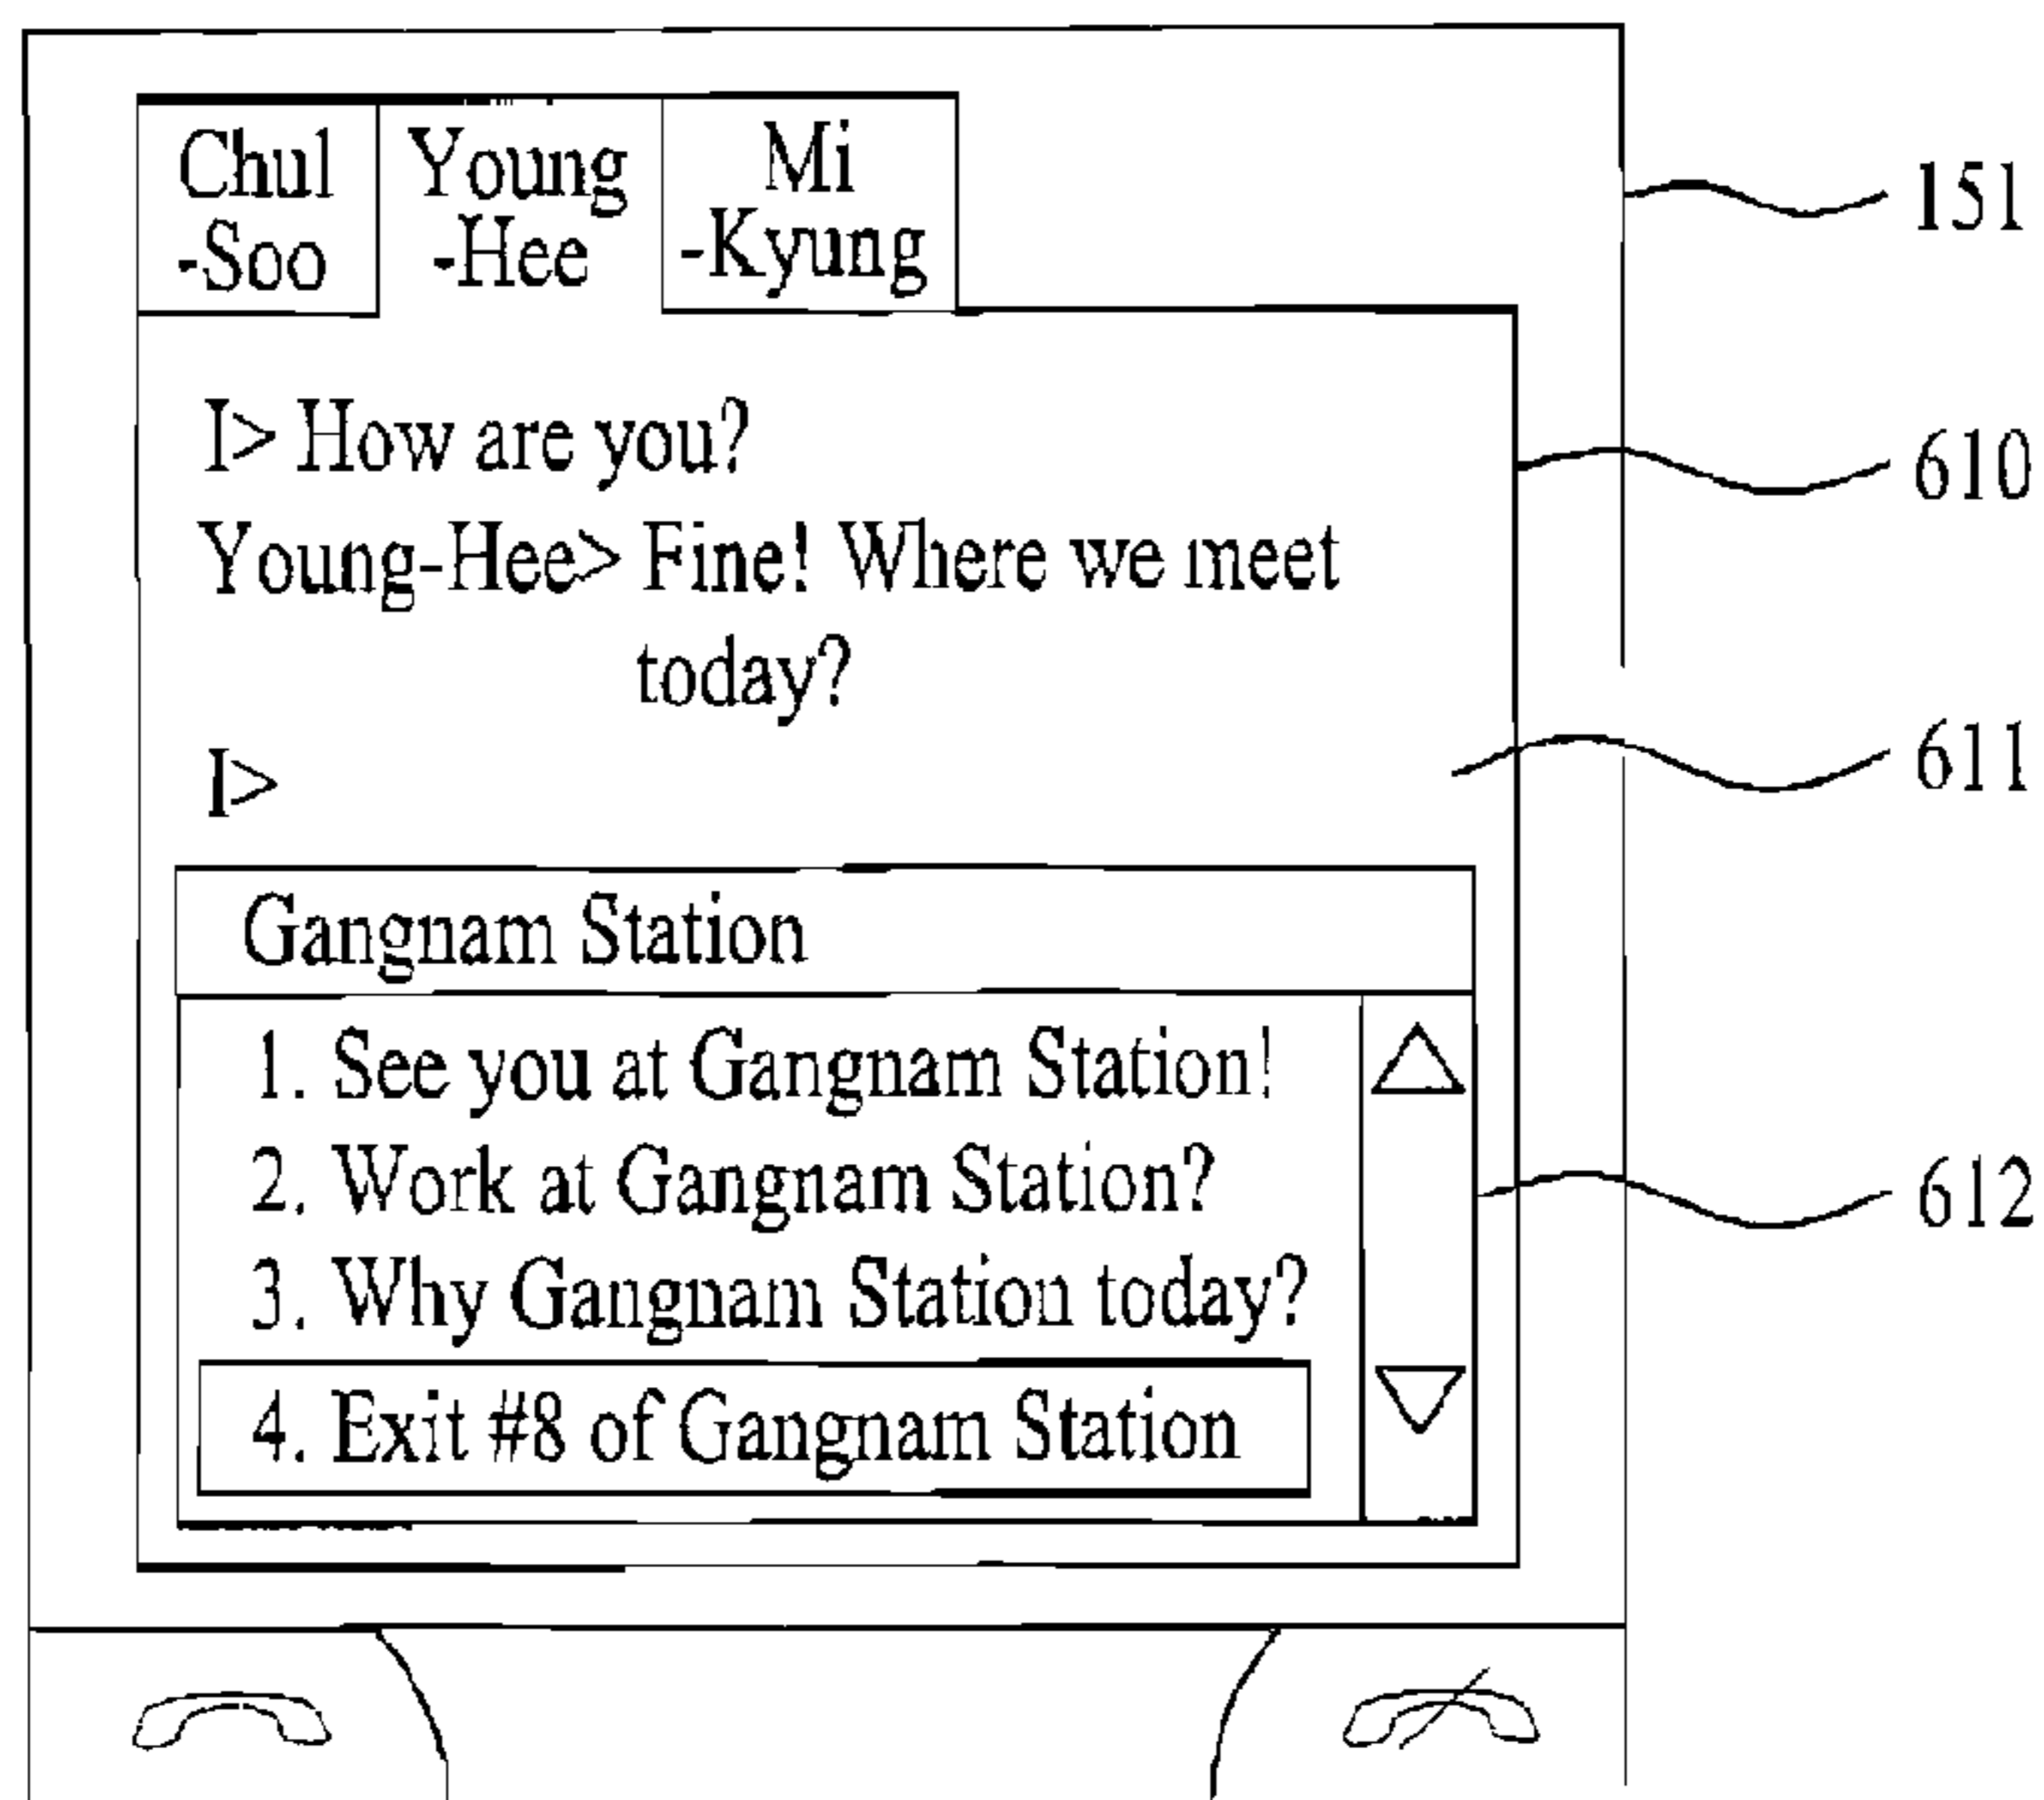 Chul
-Soo
Young
-Hee
Mi
-Kyung
151
I> How are you?
610
Young-Hee> Fine! Where we meet
today?
I>
611
Gangnam Station
1. See you at Gangnam Station!
2. Work at Gangnam Station?
612
3. Why Gangnam Station today?
4. Exit #8 of Gangnam Station